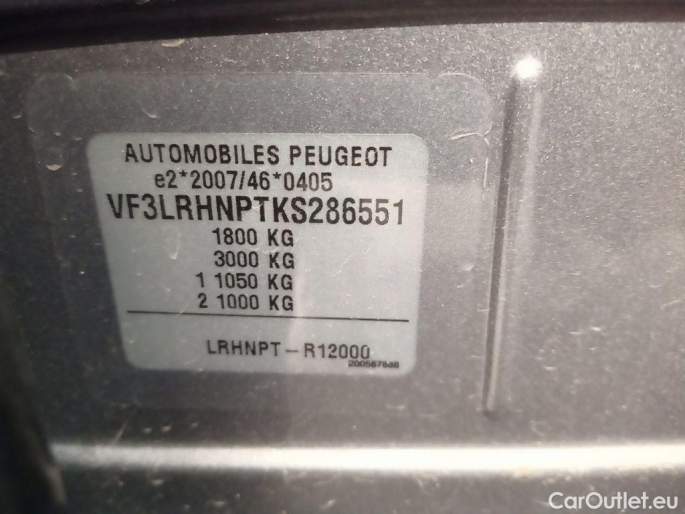 AUTOMOBILES PEUGEOT
e2*2007/46*0405
VF3LRHNPTKS286551
1800 KG
3000 KG
1 1050 KG
2 1000 KG
LRHNPT-R12000
CarOutlet.eu